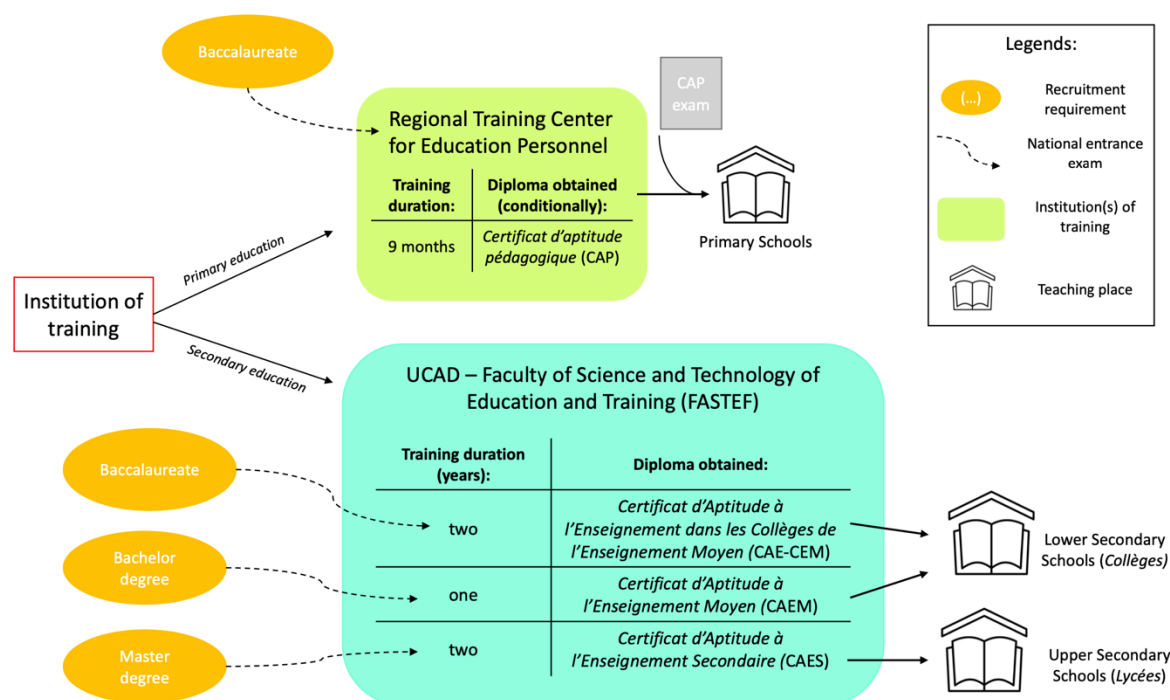 Baccalaureate
CAP
exam
Regional Training Center
for Education Personnel
Training
duration:
Diploma obtained
(conditionally):
9 months
Certificat d’aptitude
pédagogique (CAP)
Primary Schools
Legends:
(...)
Recruitment
requirement
National entrance
exam
Institution(s) of
training
Teaching place
Primary education
Institution of
training
Secondary education
UCAD – Faculty of Science and Technology of
Education and Training (FASTEF)
Training duration
(years):
Diploma obtained:
Baccalaureate
two
Certificat d’Aptitude à
l’Enseignement dans les Collèges de
l’Enseignement Moyen (CAE-CEM)
Lower Secondary
Schools (Collèges)
Bachelor
degree
one
Certificat d’Aptitude à
l’Enseignement Moyen (CAEM)
Master
degree
two
Certificat d’Aptitude à
l’Enseignement Secondaire (CAES)
Upper Secondary
Schools (Lycées)